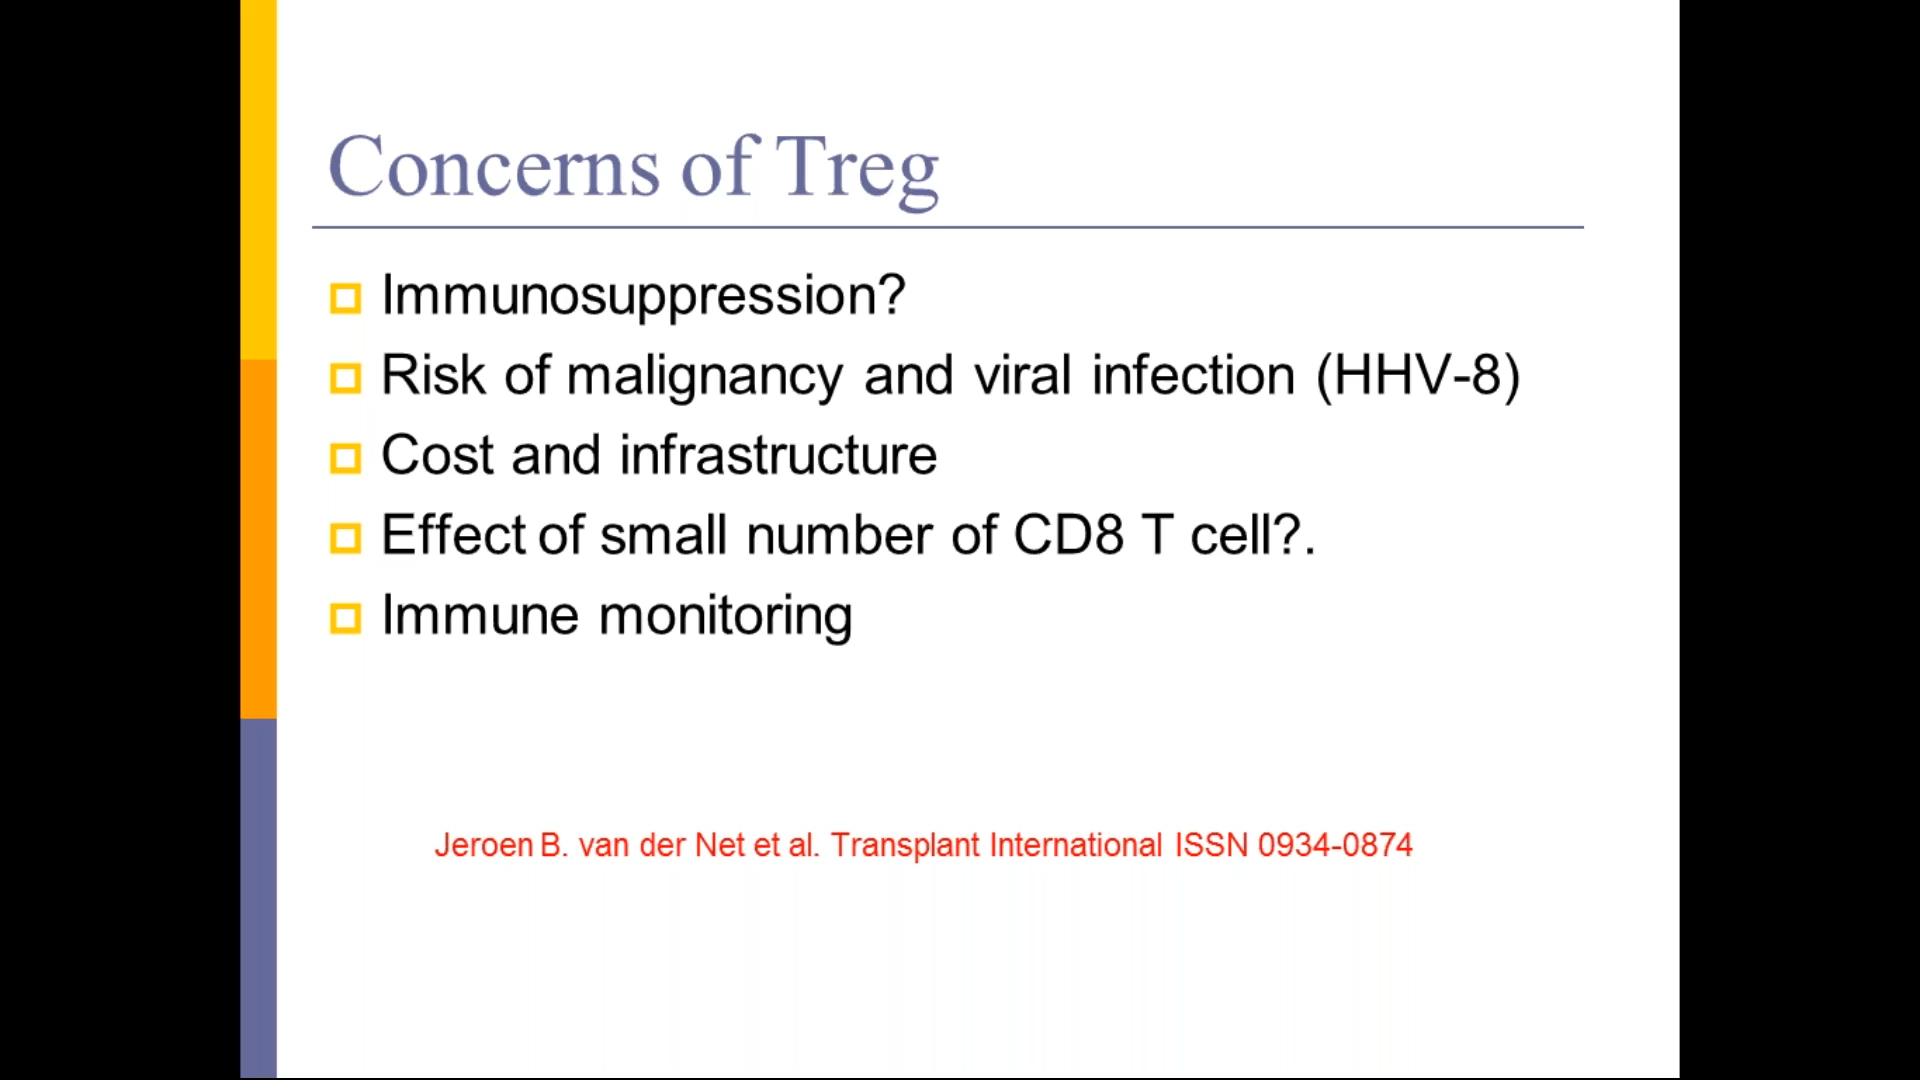 Concerns of Treg
Immunosuppression?
Risk of malignancy and viral infection (HHV-8)
Cost and infrastructure
Effect of small number of CD8 T cell?.
Immune monitoring
Jeroen B. van der Net et al. Transplant International ISSN 0934-0874